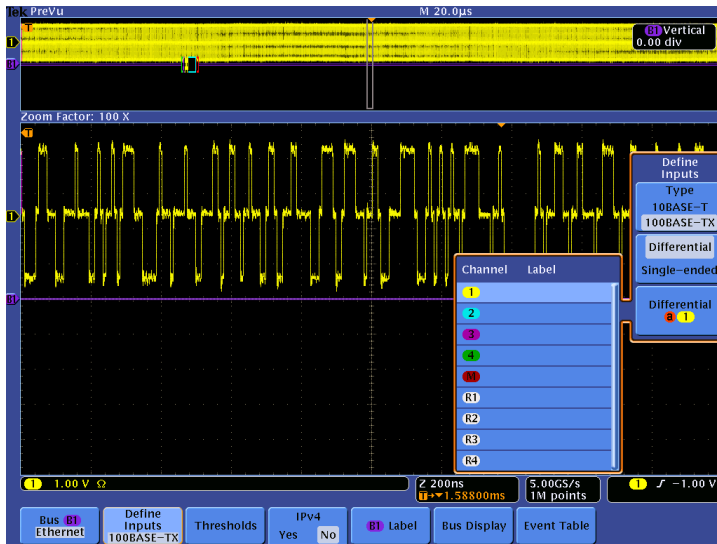 Tek PreVu M 20.0µs
T
1
B1 Vertical
0.00 div
B1
Zoom Factor: 100 X
T
1
B1
Define
Inputs
Type
10BASE-T
100BASE-TX
Differential
Single-ended
Differential
a 1
Channel Label
1
2
3
4
M
R1
R2
R3
R4
1 1.00 V Ω
Z 200ns
T→▼1.58800ms
5.00GS/s
1M points
1 ∫ -1.00 V
Bus B1
Ethernet
Define
Inputs
100BASE-TX
Thresholds
IPv4
Yes No
B1 Label
Bus Display
Event Table